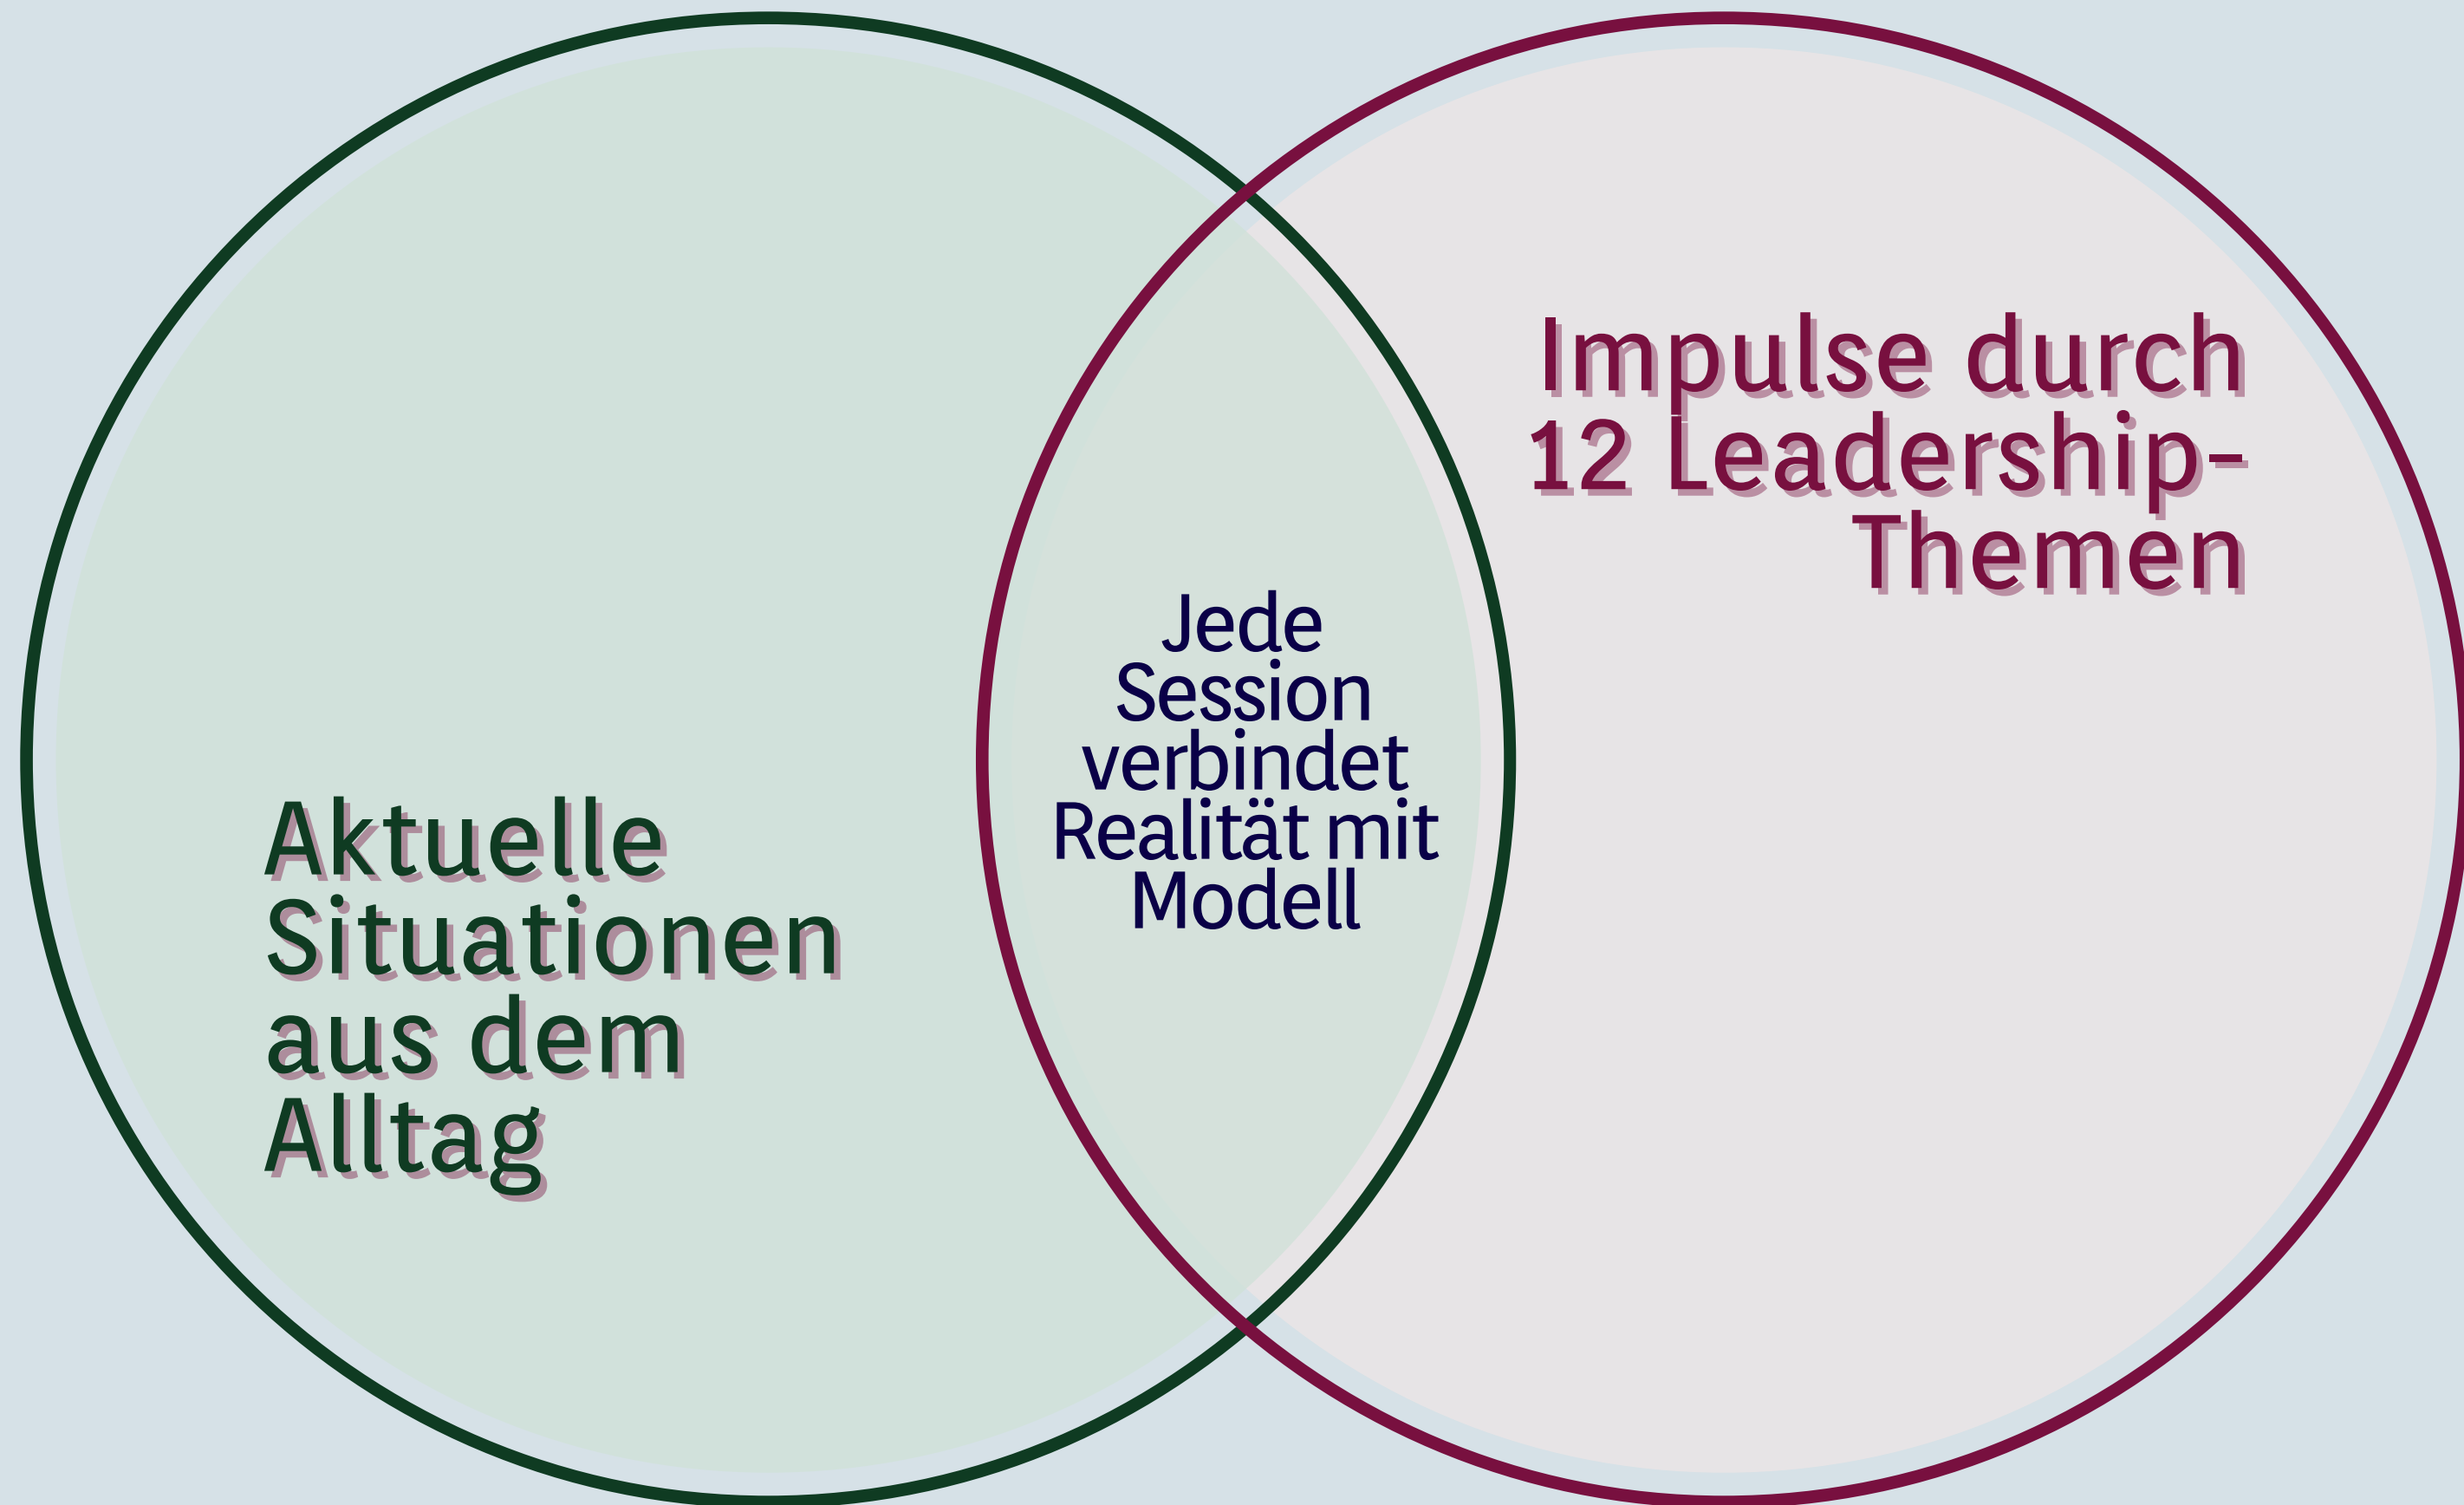 Aktuelle
Situationen
aus dem
Alltag
Jede
Session
verbindet
Realität mit
Modell
Impulse durch
12 Leadership-
Themen